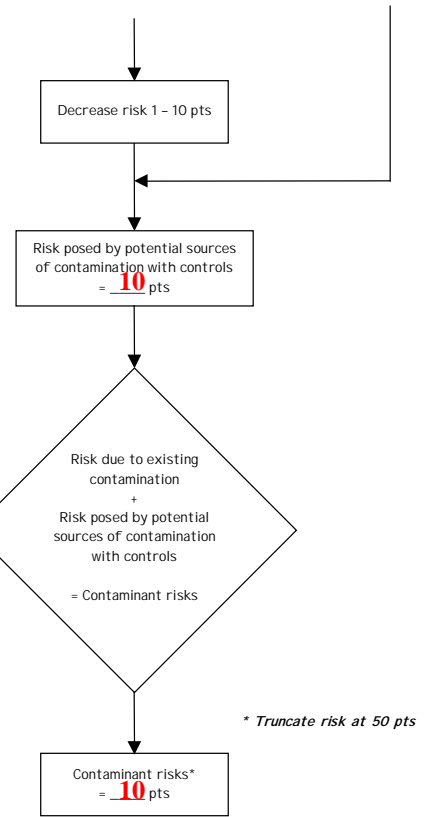 Decrease risk 1 – 10 pts
Risk posed by potential sources
of contamination with controls
= 10 pts
Risk due to existing
contamination
+
Risk posed by potential
sources of contamination
with controls
= Contaminant risks
* Truncate risk at 50 pts
Contaminant risks*
= 10 pts